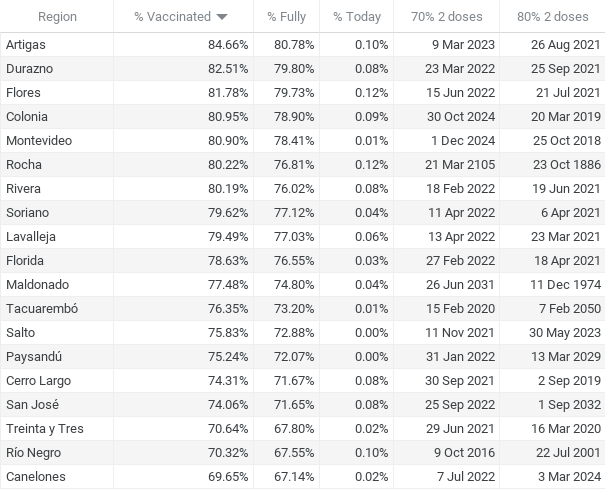 Region % Vaccinated % Fully % Today 70% 2 doses 80% 2 doses
Artigas 84.66% 80.78% 0.10% 9 Mar 2023 26 Aug 2021
Durazno 82.51% 79.80% 0.08% 23 Mar 2022 25 Sep 2021
Flores 81.78% 79.73% 0.12% 15 Jun 2022 21 Jul 2021
Colonia 80.95% 78.90% 0.09% 30 Oct 2024 20 Mar 2019
Montevideo 80.90% 78.41% 0.01% 1 Dec 2024 25 Oct 2018
Rocha 80.22% 76.81% 0.12% 21 Mar 2105 23 Oct 1886
Rivera 80.19% 76.02% 0.08% 18 Feb 2022 19 Jun 2021
Soriano 79.62% 77.12% 0.04% 11 Apr 2022 6 Apr 2021
Lavalleja 79.49% 77.03% 0.06% 13 Apr 2022 23 Mar 2021
Florida 78.63% 76.55% 0.03% 27 Feb 2022 18 Apr 2021
Maldonado 77.48% 74.80% 0.04% 26 Jun 2031 11 Dec 1974
Tacuarembó 76.35% 73.20% 0.01% 15 Feb 2020 7 Feb 2050
Salto 75.83% 72.88% 0.00% 11 Nov 2021 30 May 2023
Paysandú 75.24% 72.07% 0.00% 31 Jan 2022 13 Mar 2029
Cerro Largo 74.31% 71.67% 0.08% 30 Sep 2021 2 Sep 2019
San José 74.06% 71.65% 0.08% 25 Sep 2022 1 Sep 2032
Treinta y Tres 70.64% 67.80% 0.02% 29 Jun 2021 16 Mar 2020
Río Negro 70.32% 67.55% 0.10% 9 Oct 2016 22 Jul 2001
Canelones 69.65% 67.14% 0.02% 7 Jul 2022 3 Mar 2024